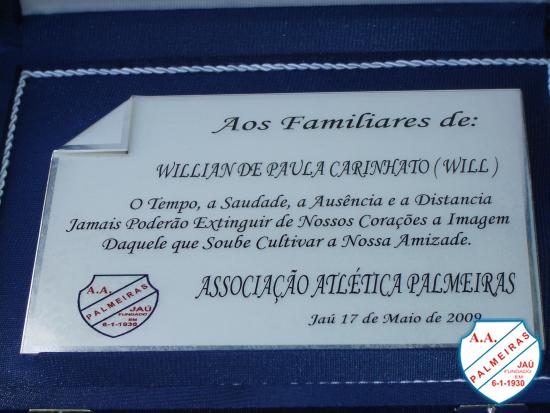 Aos Familiares de:
WILLIAN DE PAULA CARINHATO ( WILL )
O Tempo, a Saudade, a Ausência e a Distancia
Jamais Poderão Extinguir de Nossos Corações a Imagem
Daquele que Soube Cultivar a Nossa Amizade.
ASSOCIAÇÃO ATLÉTICA PALMEIRAS
Jaú 17 de Maio de 2009
A.A.
PALMEIRAS
JAÚ
FUNDADO
EM
6-1-1930
A.A.
PALMEIRAS
JAÚ
FUNDADO
EM
6-1-1930